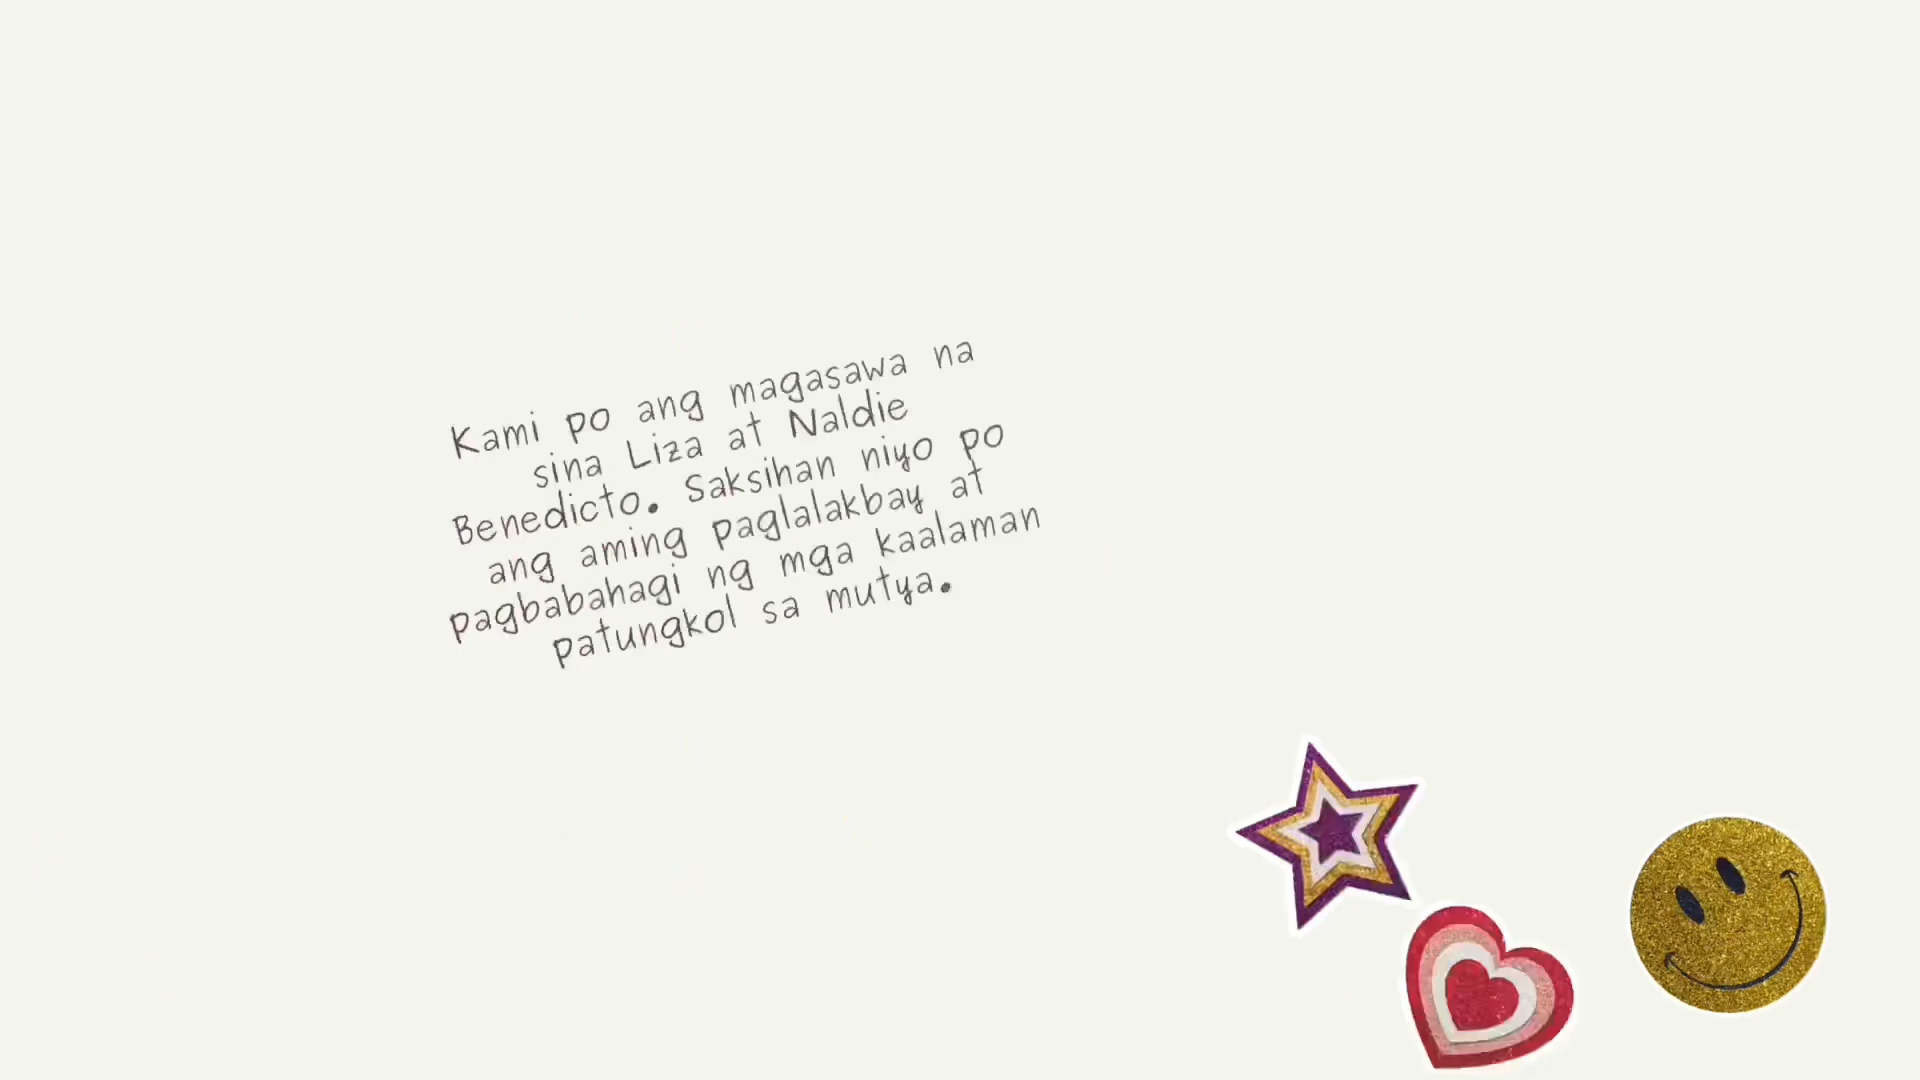 Kami po ang magasawa na
sina Liza at Naldie
Benedicto. Saksihan niyo po
ang aming paglalakbay at
pagbabahagi ng mga kaalaman
patungkol sa mutya.